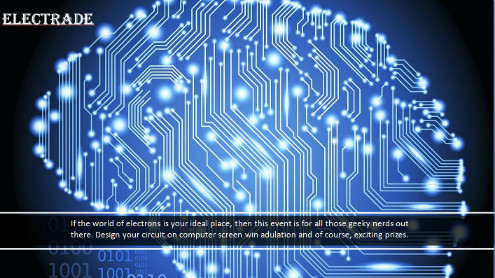 ELECTRADE
If the world of electrons is your ideal place, then this event is for all those geeky nerds out
there. Design your circuit on computer screen win adulation and of course, exciting prizes.
0100 0101
1001 1001